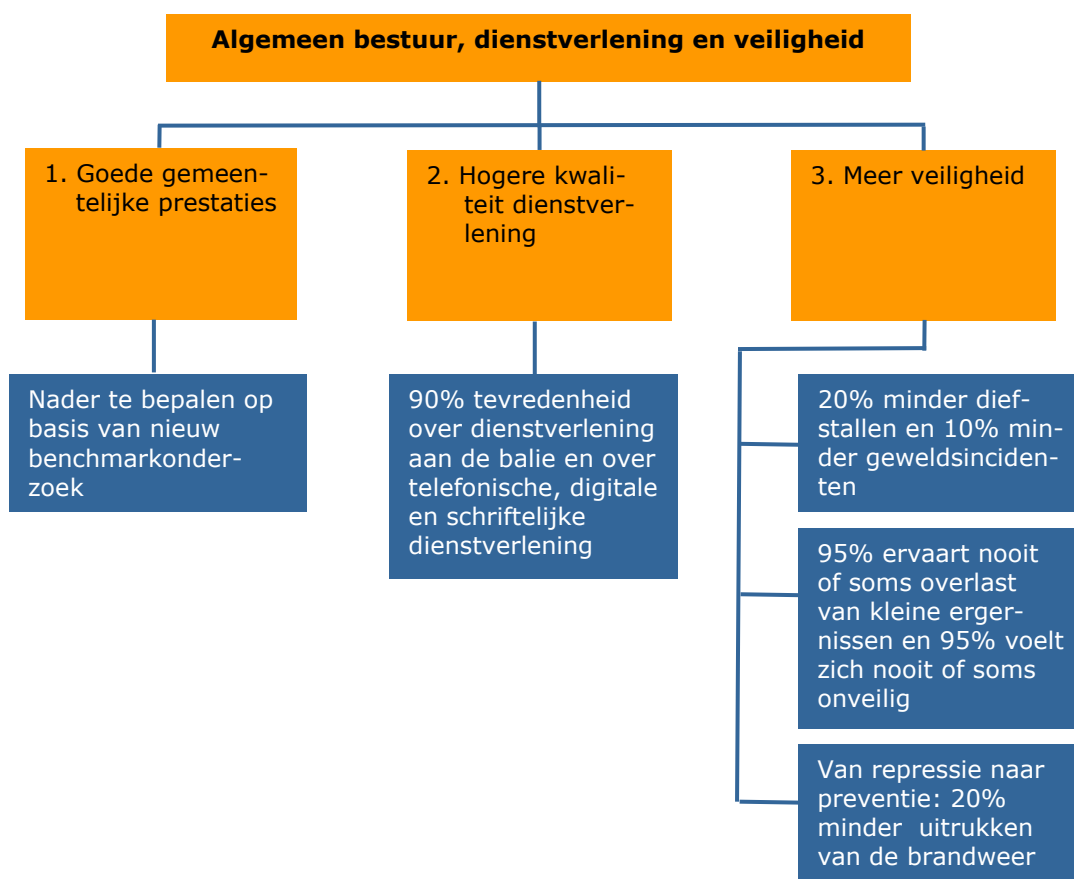 Algemeen bestuur, dienstverlening en veiligheid
1. Goede gemeen-
telijke prestaties
2. Hogere kwali-
teit dienstver-
lening
3. Meer veiligheid
Nader te bepalen op
basis van nieuw
benchmarkonder-
zoek
90% tevredenheid
over dienstverlening
aan de balie en over
telefonische, digitale
en schriftelijke
dienstverlening
20% minder dief-
stallen en 10% min-
der geweldsinciden-
ten
95% ervaart nooit
of soms overlast
van kleine erger-
nissen en 95% voelt
zich nooit of soms
onveilig
Van repressie naar
preventie: 20%
minder uitrukken
van de brandweer